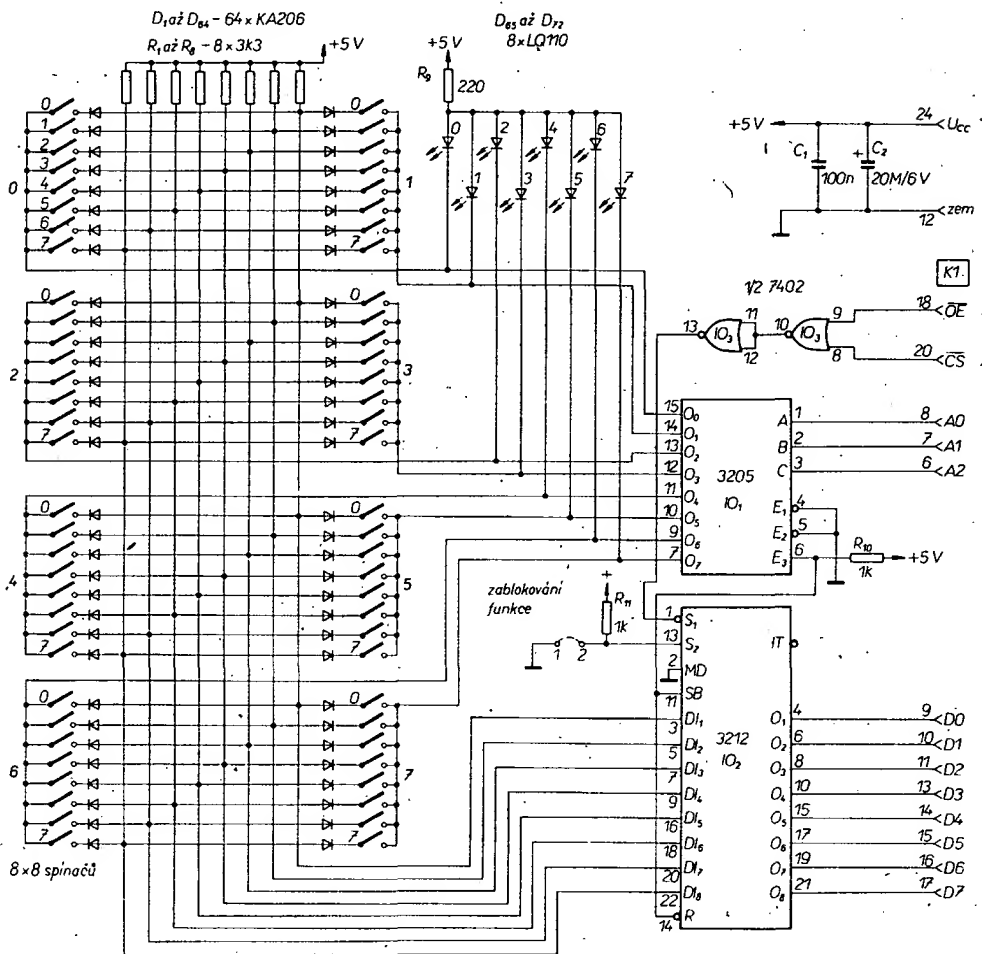 D₁ až D₆₄ - 64 x KA206
R₁ až R₈ - 8 x 3k3
+5V
D₆₅ až D₇₂
8xLQ110
+5V
R₉
220
0 2 4 6
1 3 5 7
+5V
C₁
100n
+ C₂
20M/6V
24 Ucc
12 zem
K1
0
1
2
3
4
5
6
7
0
0
7
1
0
7
2
0
7
3
0
7
4
0
7
5
0
7
6
0
7
7
8x8 spínačů
1/2 7402
13 IO₃ 11 12
10 IO₃ 9 8
18 OE
20 CS
15 O₀
14 O₁
13 O₂
12 O₃
11 O₄
10 O₅
9 O₆
7 O₇
3205
IO₁
A 1 8 A0
B 2 7 A1
C 3 6 A2
E₁ 4
E₂ 5
E₃ 6
R₁₀
1k
+5V
zablokování
funkce
+
R₁₁
1k
1 2
1 S₁
13 S₂
2 MD
11 SB
3 DI₁
5 DI₂
7 DI₃
9 DI₄
16 DI₅
18 DI₆
20 DI₇
22 DI₈
14 R
3212
IO₂
IT
O₁ 4 9 D0
O₂ 6 10 D1
O₃ 8 11 D2
O₄ 10 13 D3
O₅ 15 14 D4
O₆ 17 15 D5
O₇ 19 16 D6
O₈ 21 17 D7